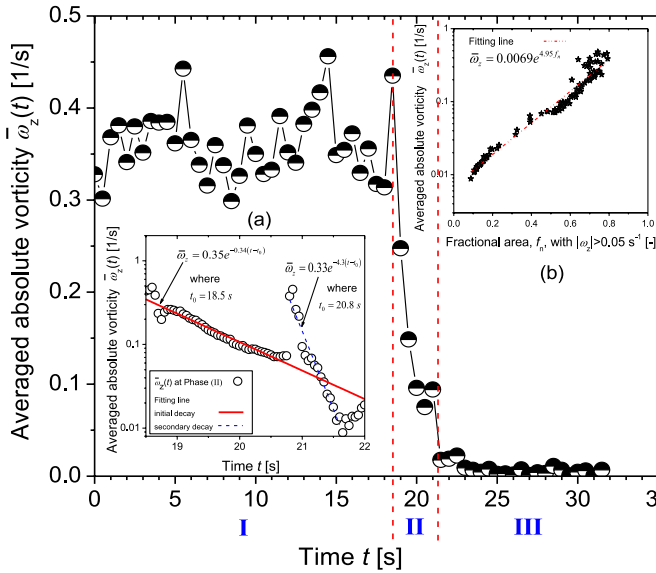 0.5
0.4
0.3
0.2
0.1
0.0
Averaged absolute vorticity ω̅z(t) [1/s]
0 5 10 15 20 25 30 35
I II III
Time t [s]
(a)
Averaged absolute vorticity ω̅z(t) [1/s]
1
0.1
0.01
ω̅z = 0.35e^-0.34(t-t0)
where
t0 = 18.5 s
ω̅z = 0.33e^-4.3(t-t0)
where
t0 = 20.8 s
ω̅z(t) at Phase (II)
Fitting line
initial decay
secondary decay
19 20 21 22
Time t [s]
(b)
Averaged absolute vorticity ω̅z(t) [1/s]
1
0.1
0.01
Fitting line
ω̅z = 0.0069e^4.95fn
0.0 0.2 0.4 0.6 0.8 1.0
Fractional area, fn, with |ωz|>0.05 s⁻¹ [-]